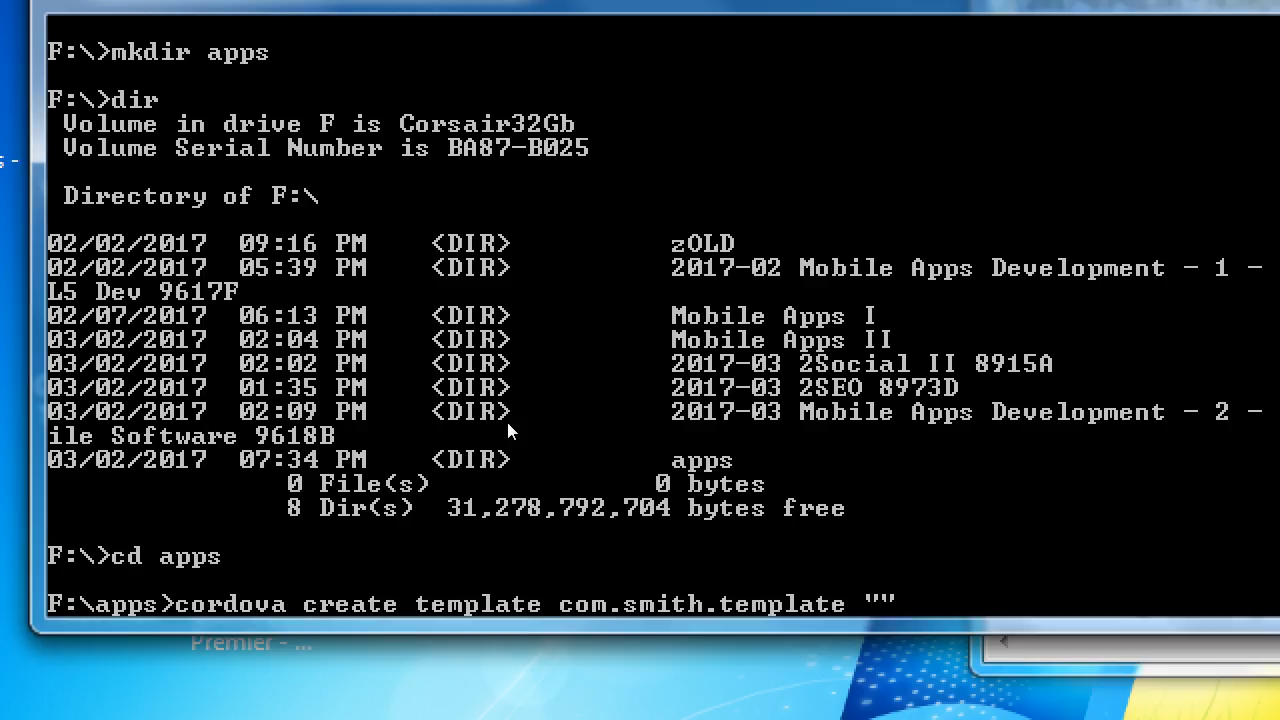 F:\>mkdir apps
F:\>dir
Volume in drive F is Corsair32Gb
Volume Serial Number is BA87-B025
Directory of F:\
02/02/2017 09:16 PM <DIR> zOLD
02/02/2017 05:39 PM <DIR> 2017-02 Mobile Apps Development - 1 -
L5 Dev 9617F
02/07/2017 06:13 PM <DIR> Mobile Apps I
03/02/2017 02:04 PM <DIR> Mobile Apps II
03/02/2017 02:02 PM <DIR> 2017-03 2Social II 8915A
03/02/2017 01:35 PM <DIR> 2017-03 2SEO 8973D
03/02/2017 02:09 PM <DIR> 2017-03 Mobile Apps Development - 2 -
ile Software 9618B
03/02/2017 07:34 PM <DIR> apps
0 File(s) 0 bytes
8 Dir(s) 31,278,792,704 bytes free
F:\>cd apps
F:\apps>cordova create template com.smith.template ""
Premier - ...